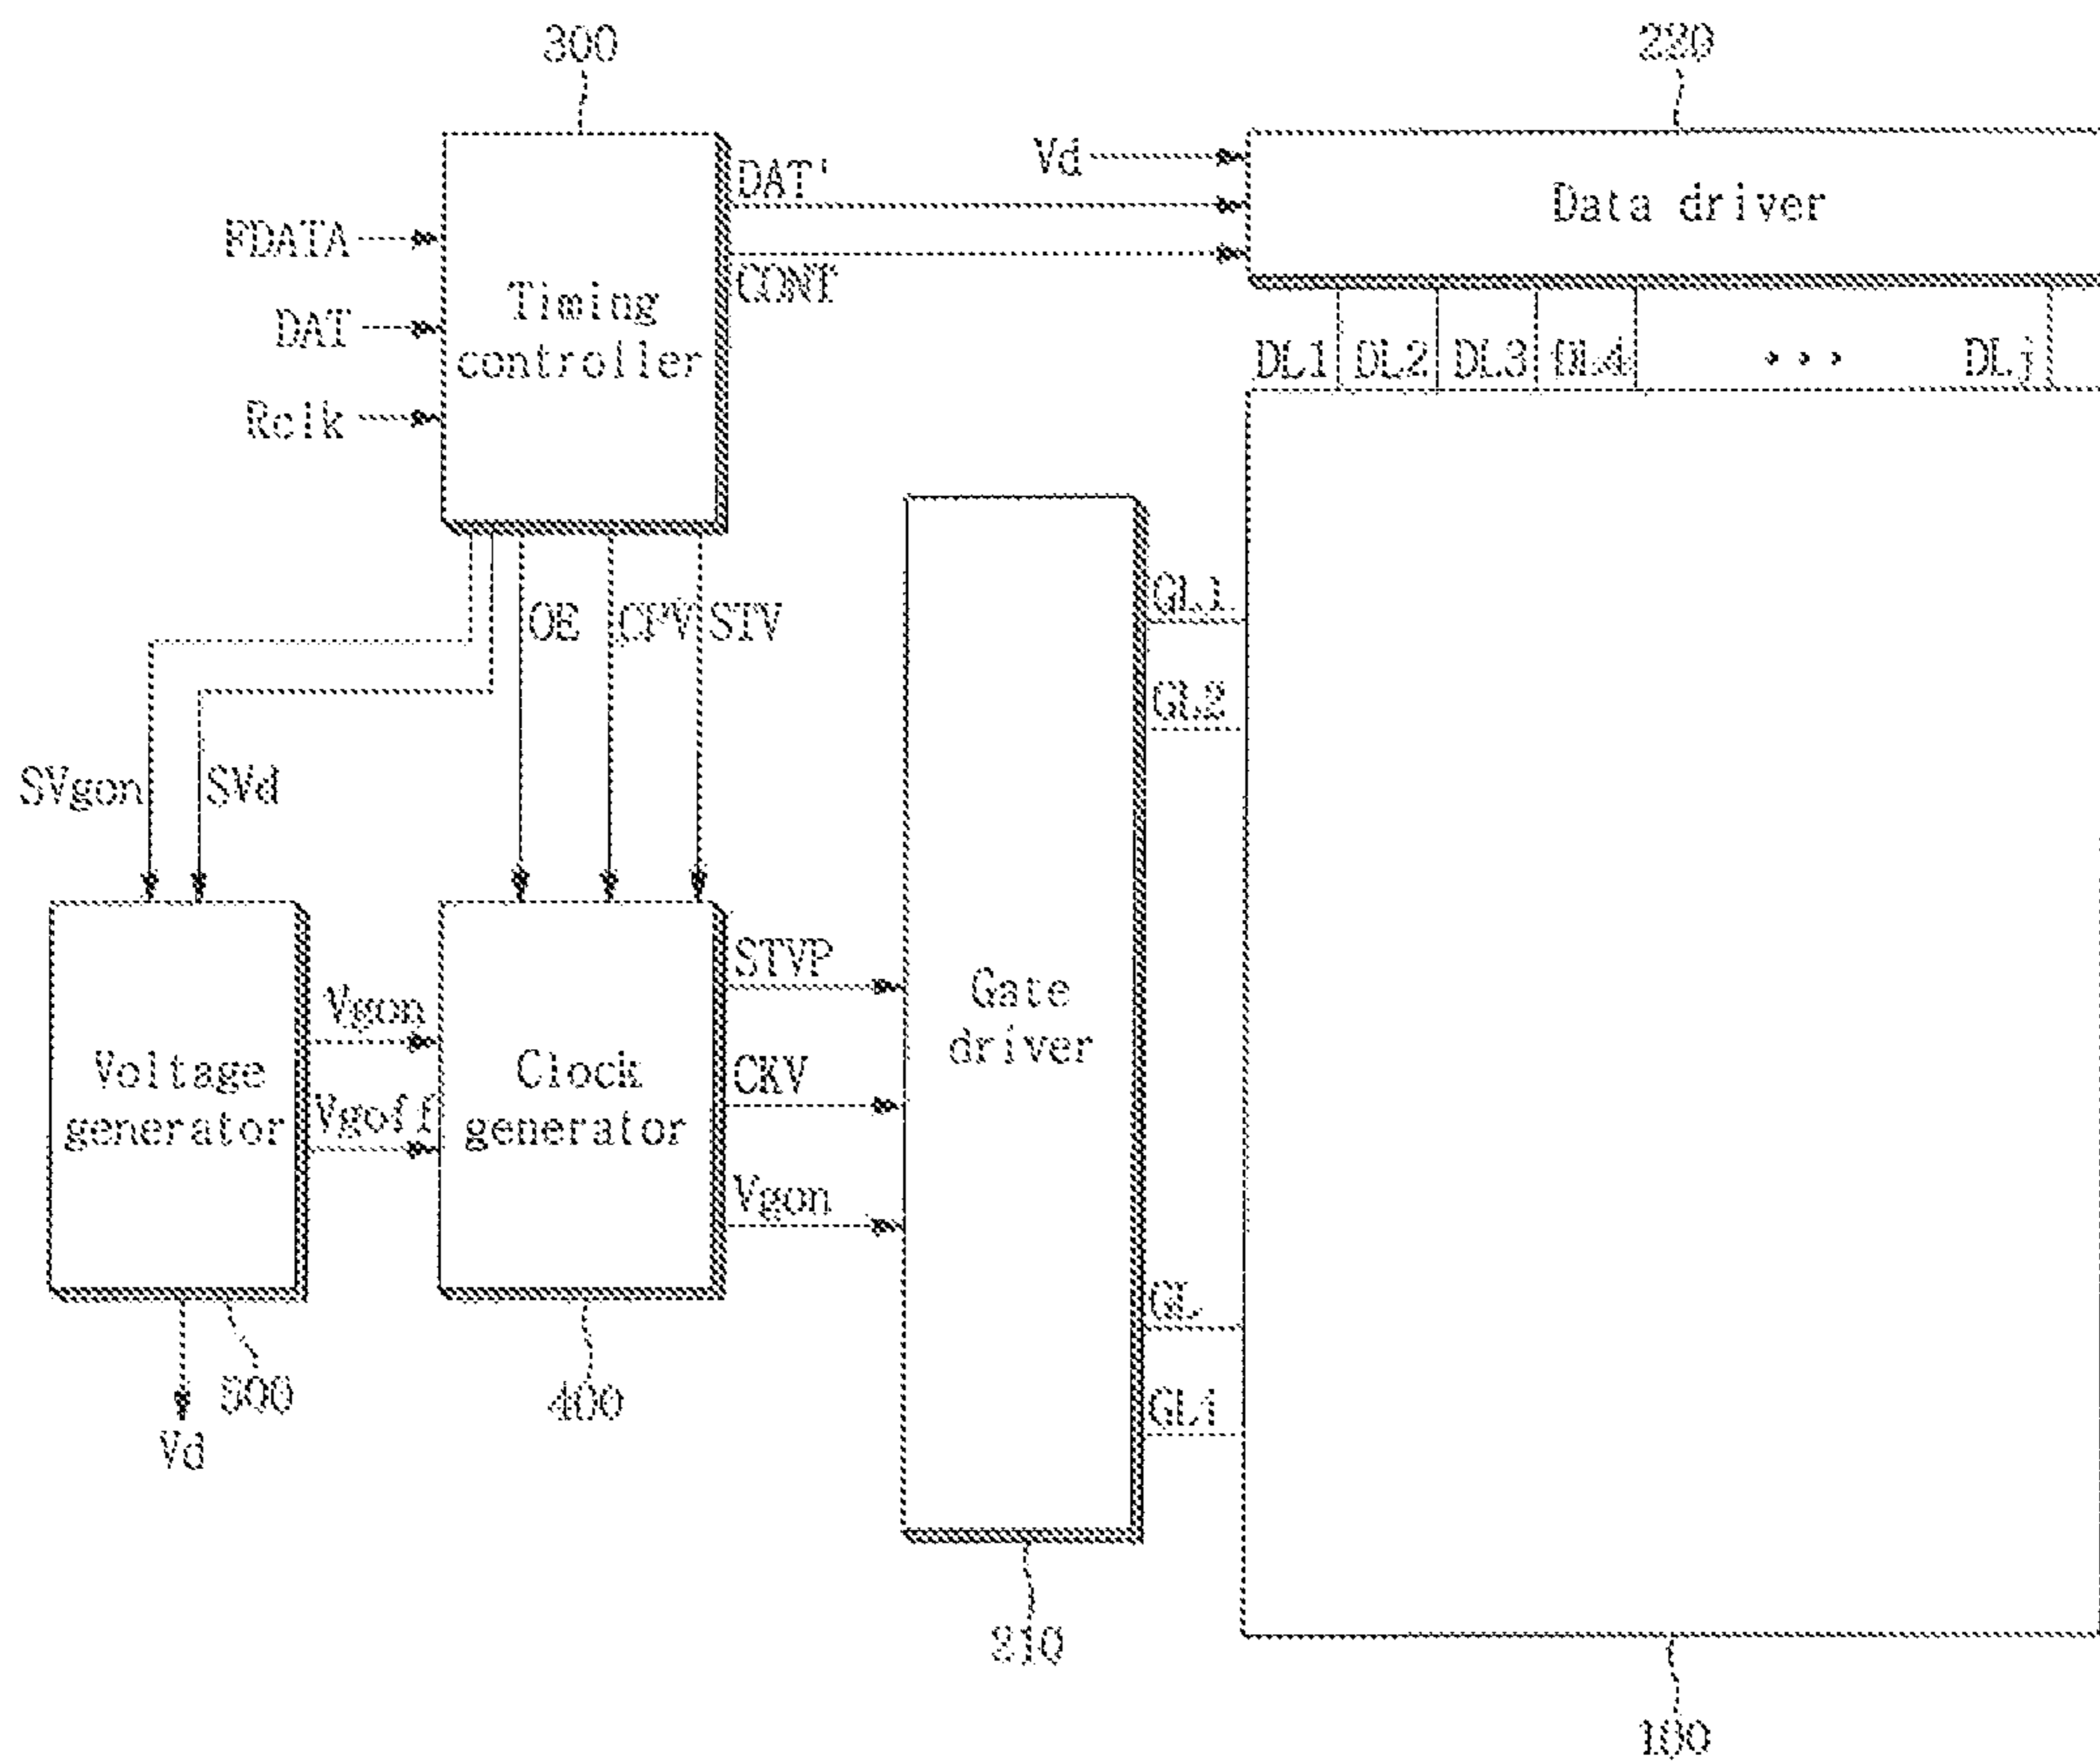 300
220
Vd
DAT'
Data driver
FDATA
CONT
Timing
controller
DAT
DL1
DL2
DL3
DL4
...
DLj
Rclk
GL1
OE
CPV
STV
GL2
SVgon
SVd
STVP
Gate
driver
Vgon
Voltage
generator
Clock
generator
CKV
Vgoff
Vgon
GL
GLi
500
400
Vd
210
100